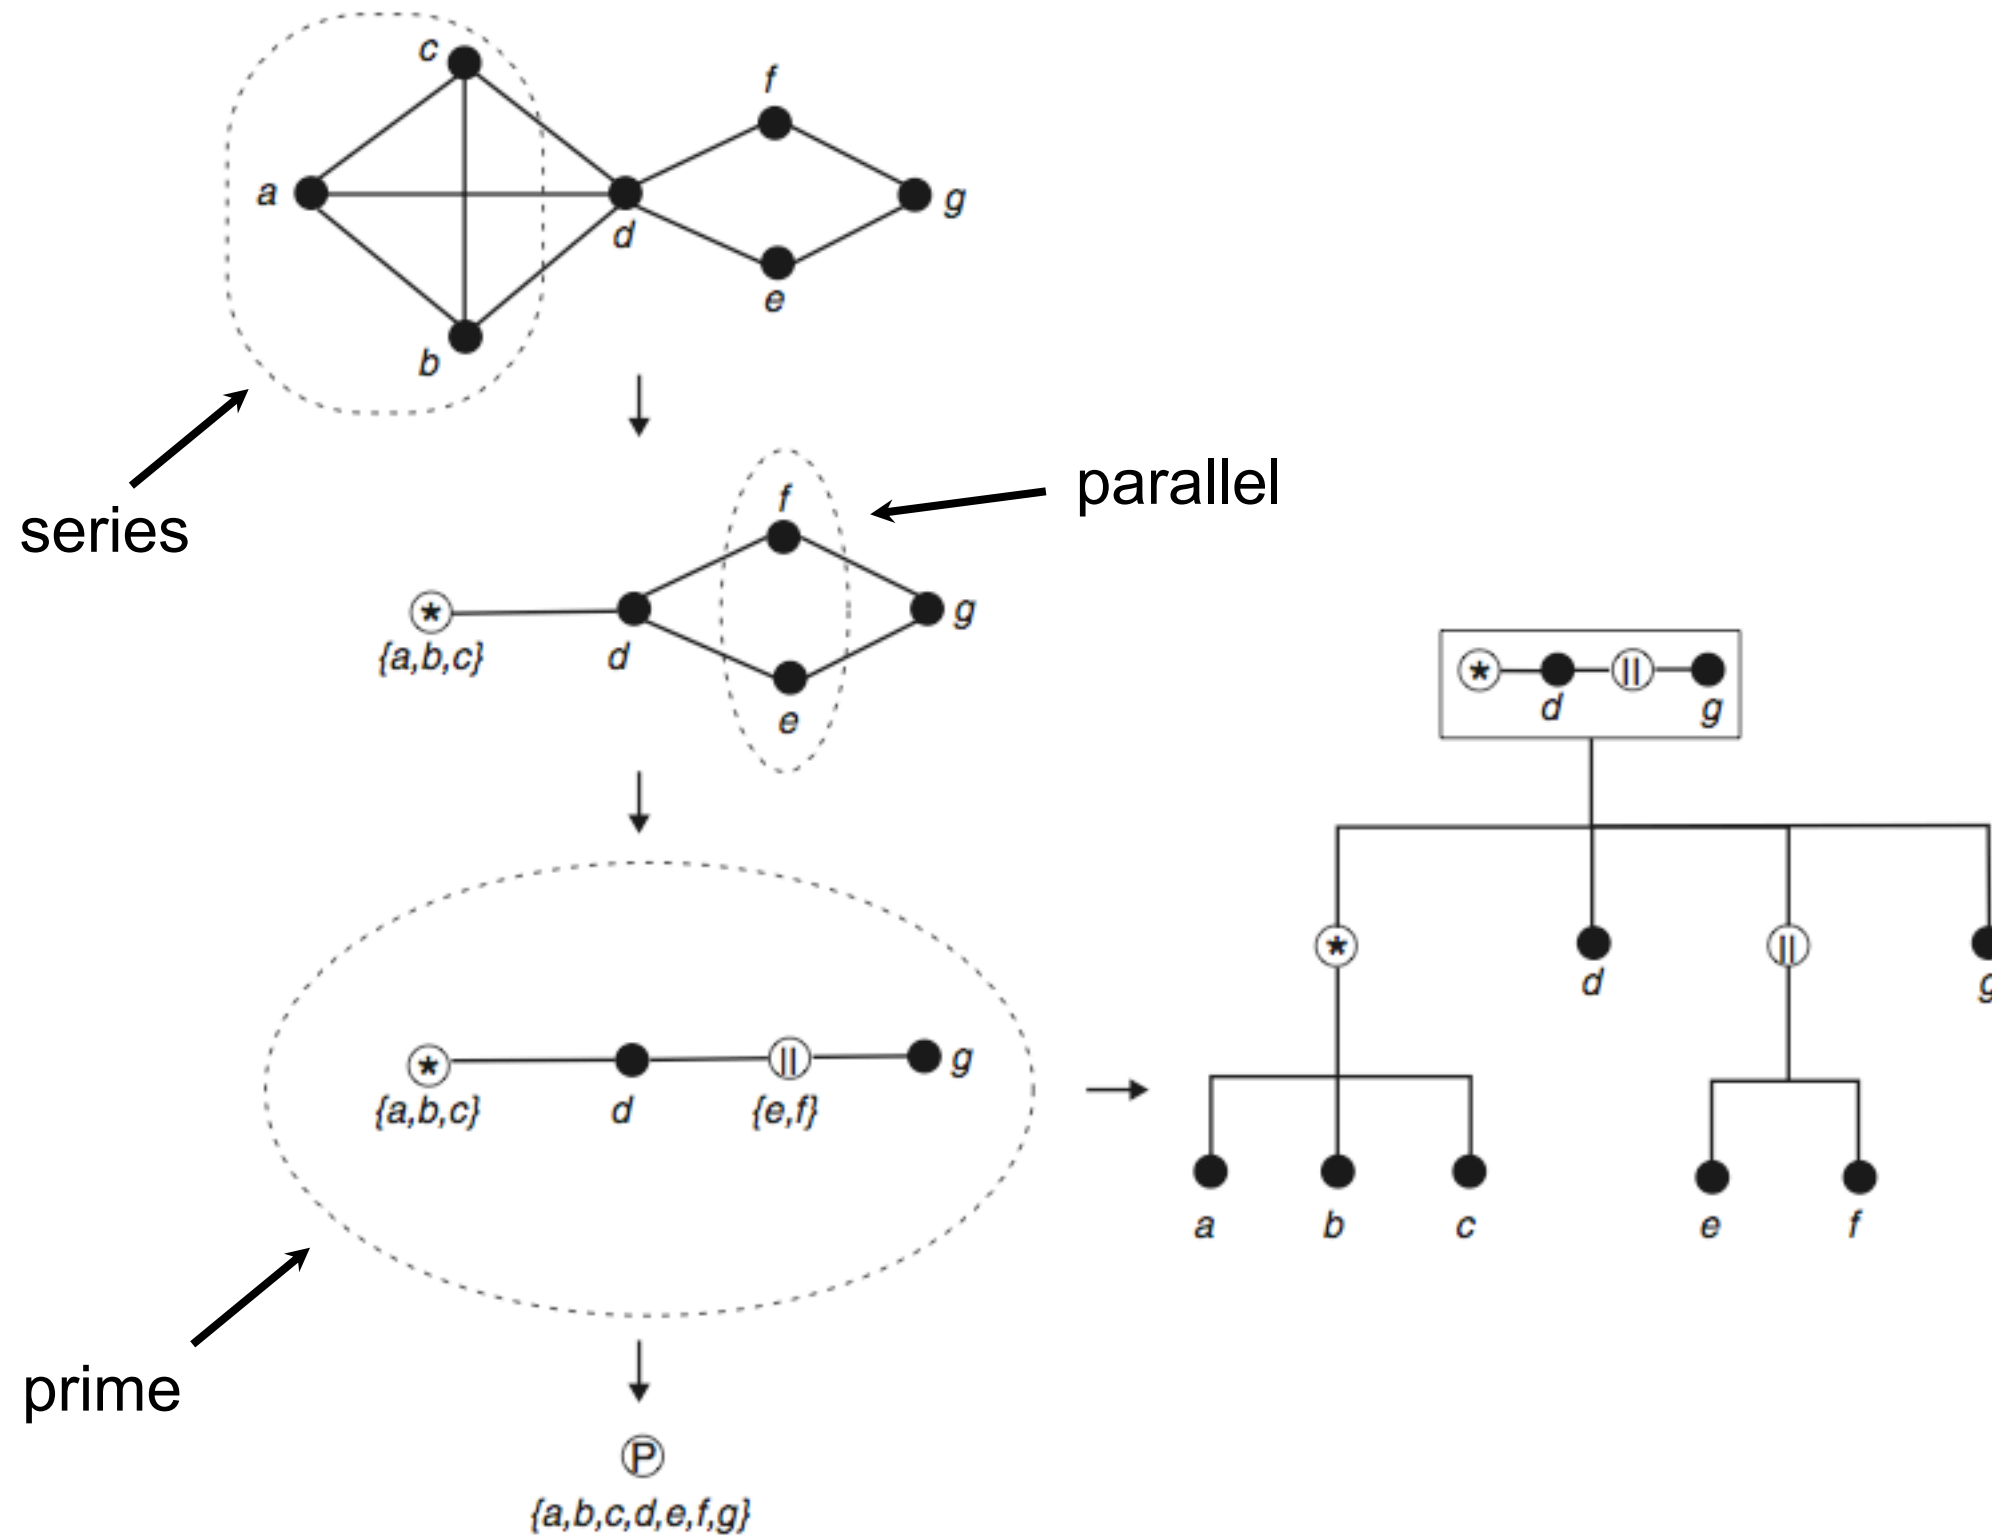 c
f
a
g
d
e
b
series
parallel
f
*
{a,b,c}
d
g
e
* d || g
* d || g
a b c e f
*
{a,b,c}
d
||
{e,f}
g
prime
P
{a,b,c,d,e,f,g}